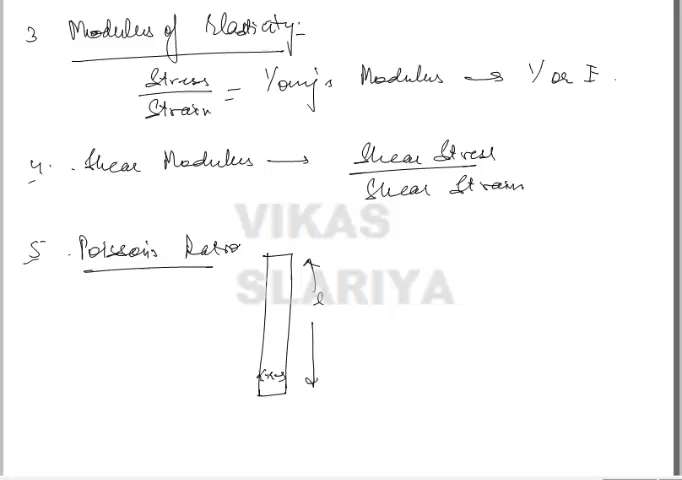 3 Modulus of Elasticity:-
Stress
Strain
= Young's Modulus → Y or E.
4. Shear Modulus → Shear Stress
Shear Strain
VIKAS
5. Poisson's Ratio
SLARIYA
l